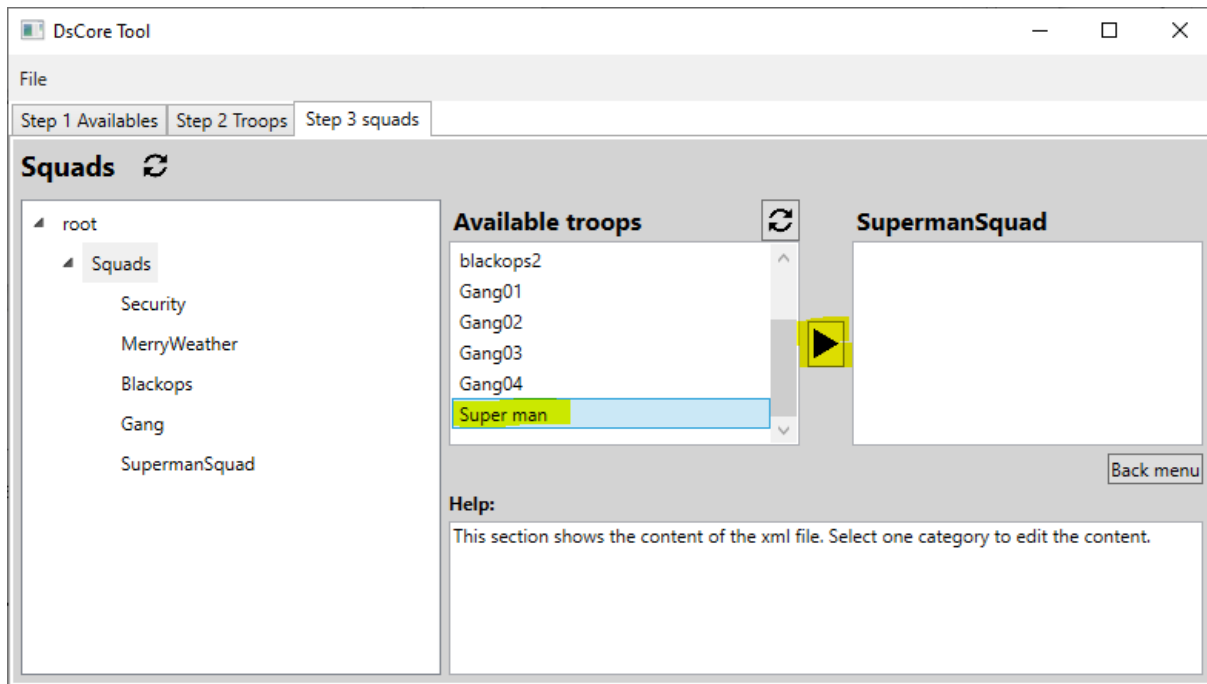 DsCore Tool
File
Step 1 Availables
Step 2 Troops
Step 3 squads
Squads
root
Squads
Security
MerryWeather
Blackops
Gang
SupermanSquad
Available troops
blackops2
Gang01
Gang02
Gang03
Gang04
Super man
SupermanSquad
Back menu
Help:
This section shows the content of the xml file. Select one category to edit the content.